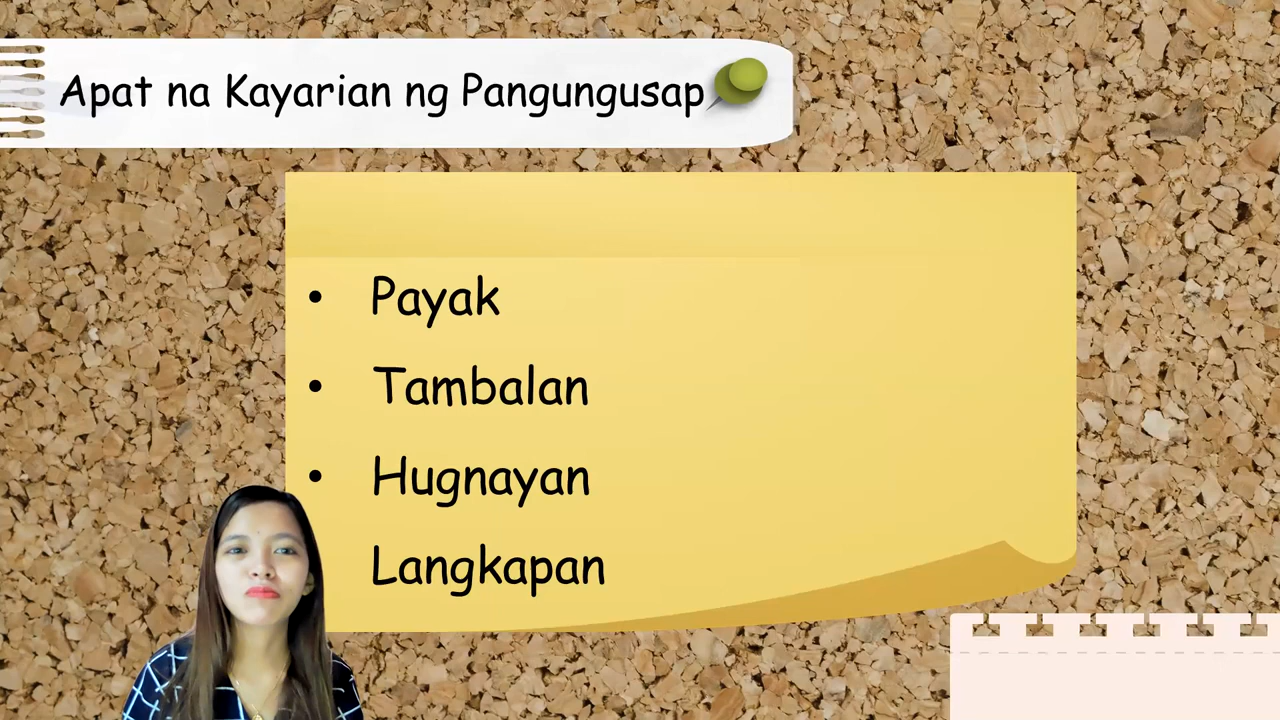 Apat na Kayarian ng Pangungusap
• Payak
• Tambalan
• Hugnayan
Langkapan